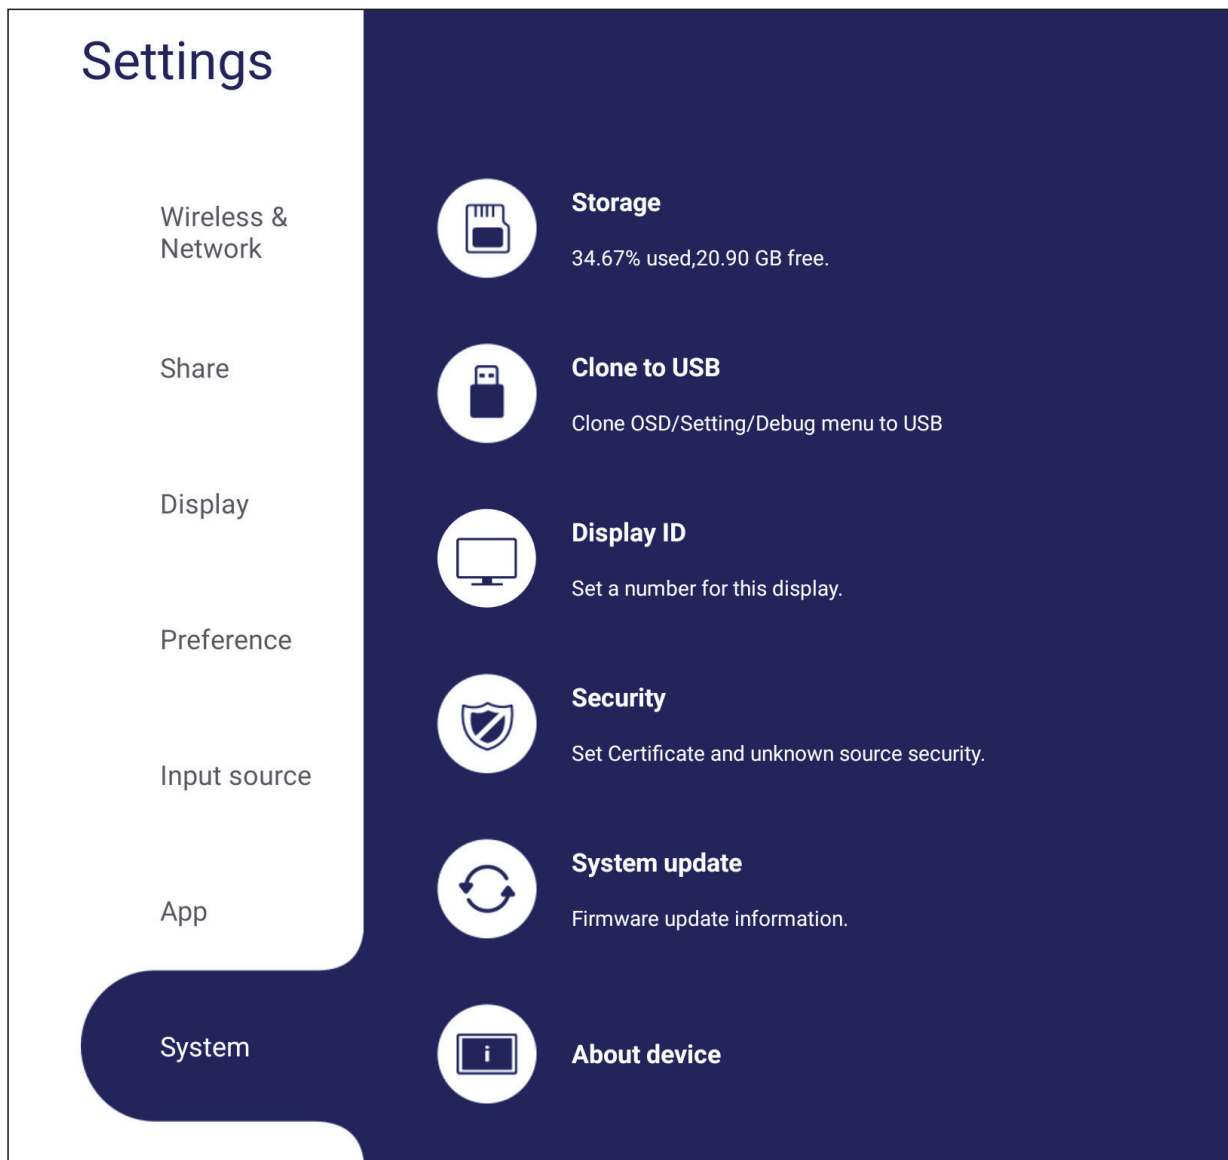 Settings
Wireless &
Network
Share
Display
Preference
Input source
App
System
Storage
34.67% used,20.90 GB free.
Clone to USB
Clone OSD/Setting/Debug menu to USB
Display ID
Set a number for this display.
Security
Set Certificate and unknown source security.
System update
Firmware update information.
i
About device